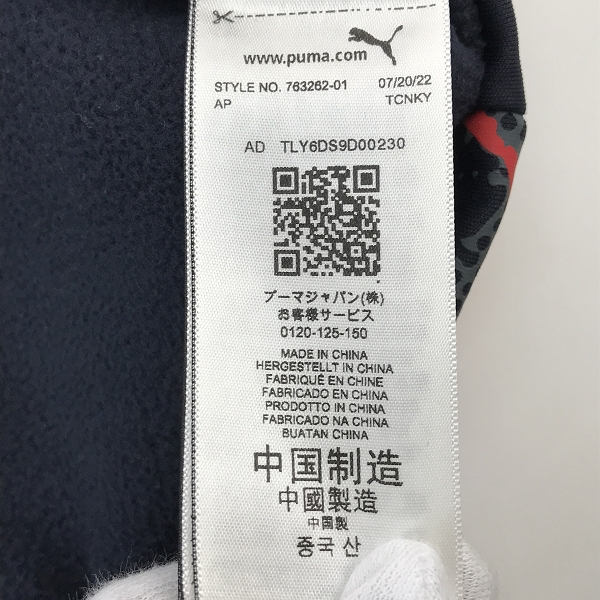 www.puma.com
STYLE NO. 763262-01 07/20/22
AP TCNKY
AD TLY6DS9D00230
プーマジャパン(株)
お客様サービス
0120-125-150
MADE IN CHINA
HERGESTELLT IN CHINA
FABRIQUÉ EN CHINE
FABRICADO EN CHINA
PRODOTTO IN CHINA
FABRICADO NA CHINA
BUATAN CHINA
中国制造
中國製造
中国製
중국 산